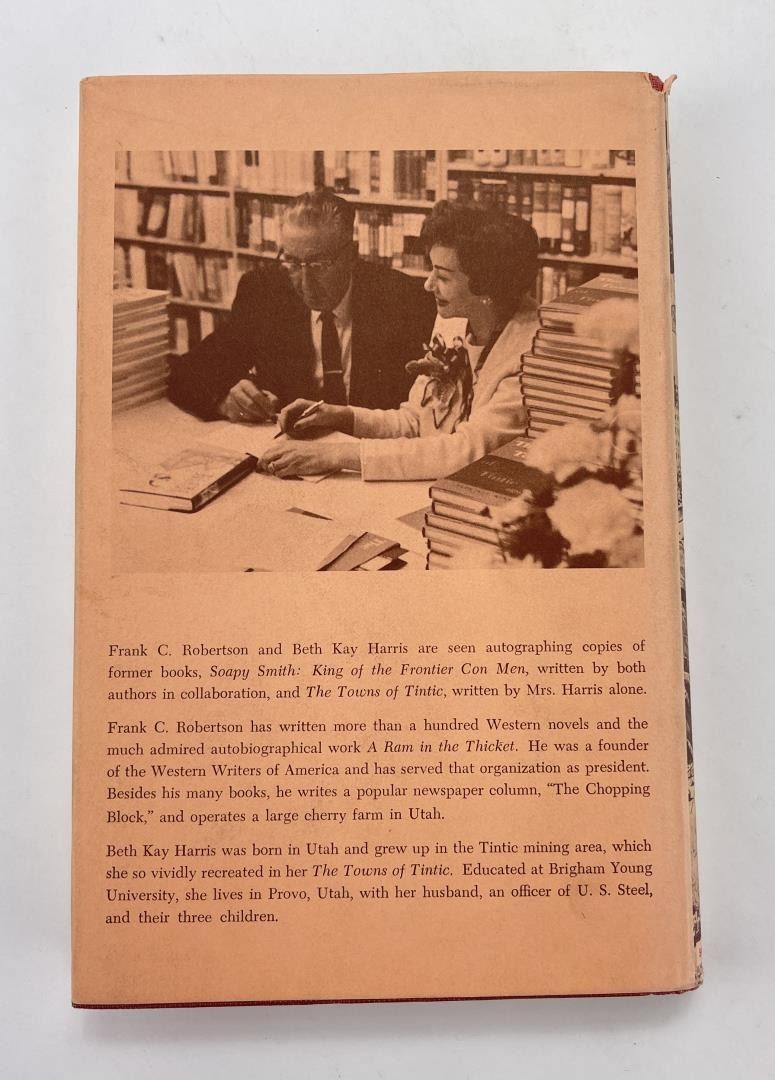 Frank C. Robertson and Beth Kay Harris are seen autographing copies of
former books, Soapy Smith: King of the Frontier Con Men, written by both
authors in collaboration, and The Towns of Tintic, written by Mrs. Harris alone.
Frank C. Robertson has written more than a hundred Western novels and the
much admired autobiographical work A Ram in the Thicket. He was a founder
of the Western Writers of America and has served that organization as president.
Besides his many books, he writes a popular newspaper column, “The Chopping
Block,” and operates a large cherry farm in Utah.
Beth Kay Harris was born in Utah and grew up in the Tintic mining area, which
she so vividly recreated in her The Towns of Tintic. Educated at Brigham Young
University, she lives in Provo, Utah, with her husband, an officer of U. S. Steel,
and their three children.